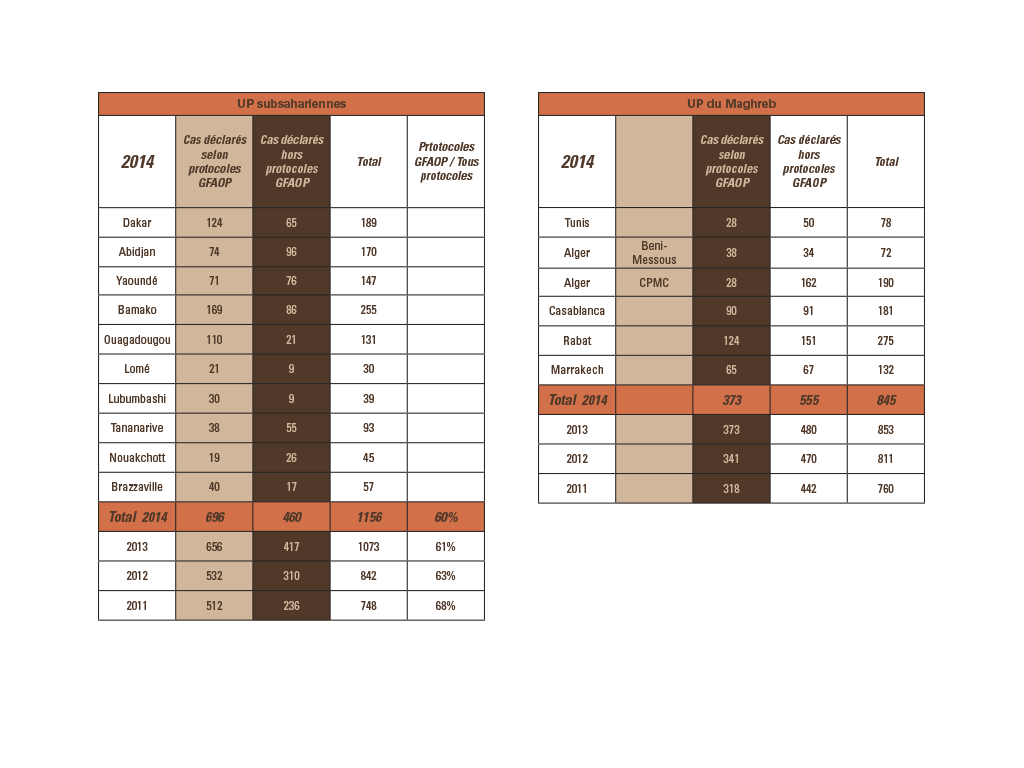 UP subsahariennes
2014 Cas déclarés selon protocoles GFAOP Cas déclarés hors protocoles GFAOP Total Prtotocoles GFAOP / Tous protocoles
Dakar 124 65 189
Abidjan 74 96 170
Yaoundé 71 76 147
Bamako 169 86 255
Ouagadougou 110 21 131
Lomé 21 9 30
Lubumbashi 30 9 39
Tananarive 38 55 93
Nouakchott 19 26 45
Brazzaville 40 17 57
Total 2014 696 460 1156 60%
2013 656 417 1073 61%
2012 532 310 842 63%
2011 512 236 748 68%
UP du Maghreb
2014 Cas déclarés selon protocoles GFAOP Cas déclarés hors protocoles GFAOP Total
Tunis 28 50 78
Alger Beni-Messous 38 34 72
Alger CPMC 28 162 190
Casablanca 90 91 181
Rabat 124 151 275
Marrakech 65 67 132
Total 2014 373 555 845
2013 373 480 853
2012 341 470 811
2011 318 442 760